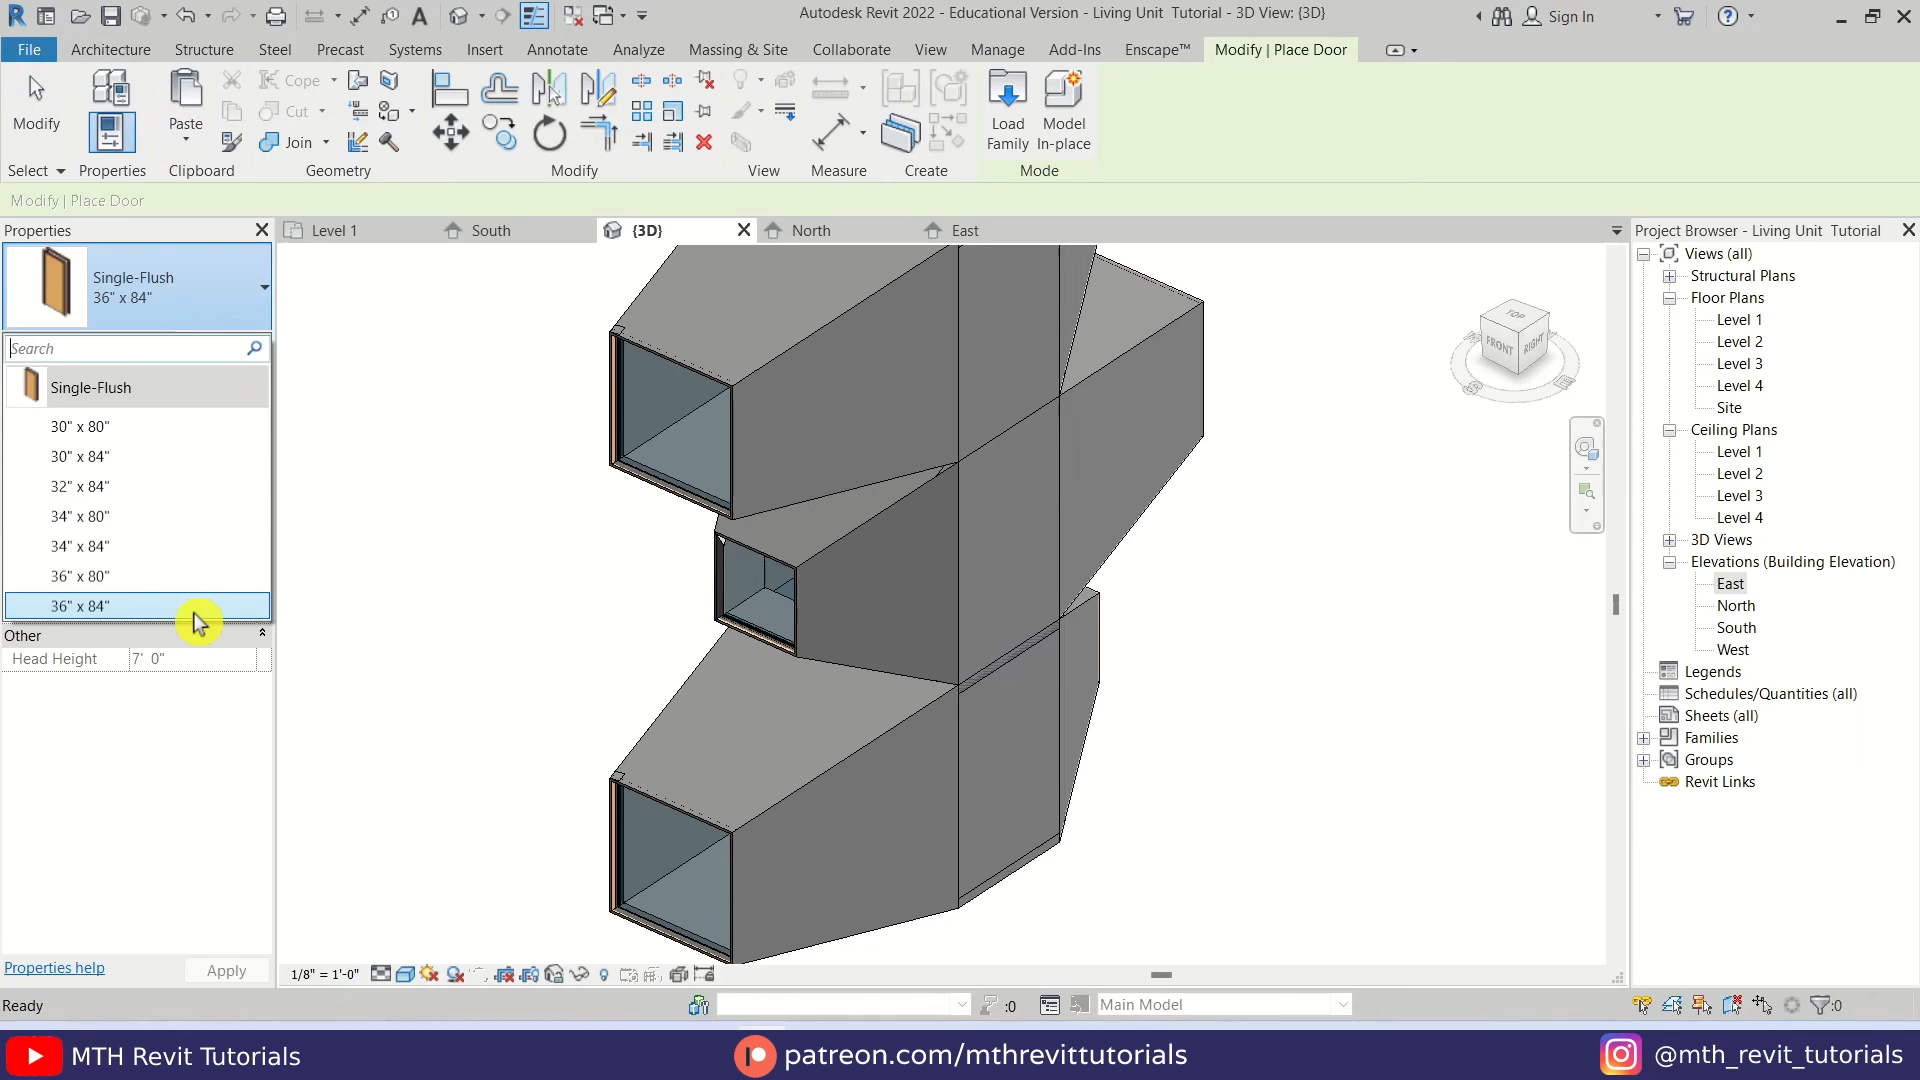 Autodesk Revit 2022 - Educational Version - Living Unit Tutorial - 3D View: {3D}
Sign In
File Architecture Structure Steel Precast Systems Insert Annotate Analyze Massing & Site Collaborate View Manage Add-Ins Enscape™ Modify | Place Door
Modify
Paste
Cope
Cut
Join
Load Family
Model In-place
Select Properties Clipboard Geometry Modify View Measure Create Mode
Modify | Place Door
Properties
Level 1
South
{3D}
North
East
Project Browser - Living Unit Tutorial
Single-Flush
36" x 84"
Search
Single-Flush
30" x 80"
30" x 84"
32" x 84"
34" x 80"
34" x 84"
36" x 80"
36" x 84"
Other
Head Height 7' 0"
Properties help
Apply
TOP
FRONT
RIGHT
Views (all)
Structural Plans
Floor Plans
Level 1
Level 2
Level 3
Level 4
Site
Ceiling Plans
Level 1
Level 2
Level 3
Level 4
3D Views
Elevations (Building Elevation)
East
North
South
West
Legends
Schedules/Quantities (all)
Sheets (all)
Families
Groups
Revit Links
1/8" = 1'-0"
Ready
:0
Main Model
:0
MTH Revit Tutorials
patreon.com/mthrevittutorials
@mth_revit_tutorials